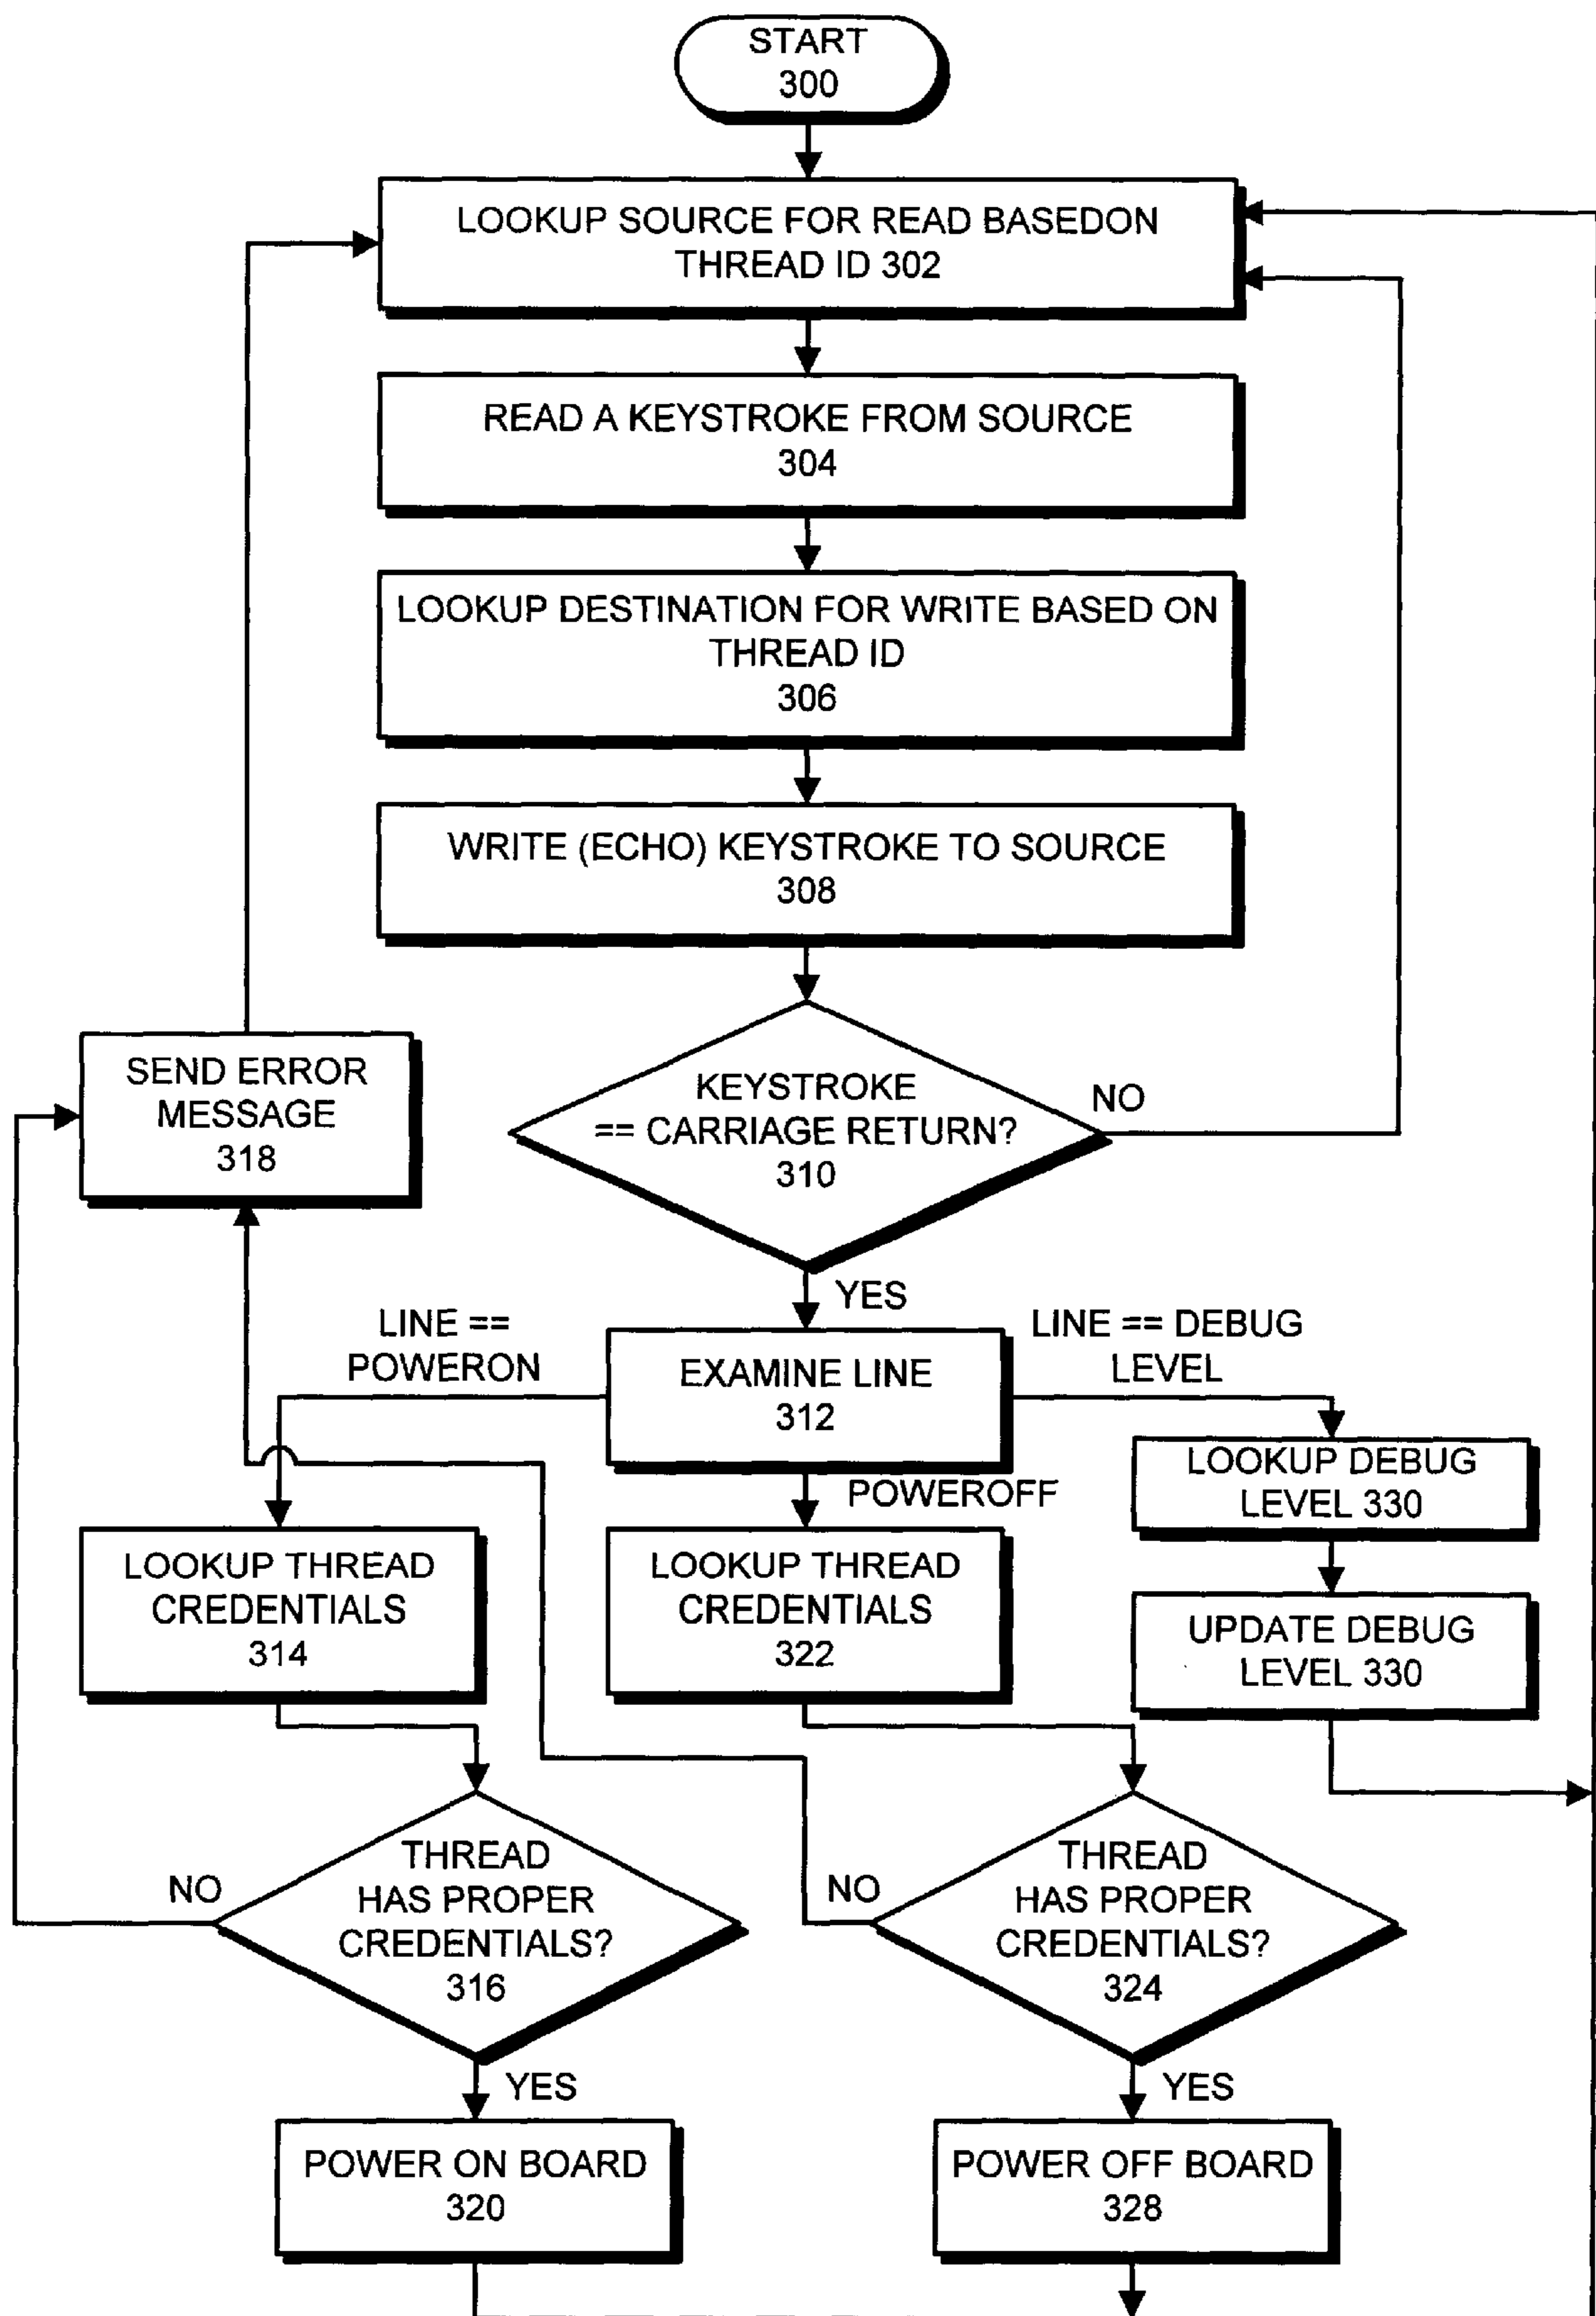 START
300
LOOKUP SOURCE FOR READ BASEDON
THREAD ID 302
READ A KEYSTROKE FROM SOURCE
304
LOOKUP DESTINATION FOR WRITE BASED ON
THREAD ID
306
WRITE (ECHO) KEYSTROKE TO SOURCE
308
SEND ERROR
MESSAGE
318
KEYSTROKE
== CARRIAGE RETURN?
310
NO
YES
LINE ==
POWERON
EXAMINE LINE
312
LINE == DEBUG
LEVEL
POWEROFF
LOOKUP DEBUG
LEVEL 330
LOOKUP THREAD
CREDENTIALS
314
LOOKUP THREAD
CREDENTIALS
322
UPDATE DEBUG
LEVEL 330
NO
THREAD
HAS PROPER
CREDENTIALS?
316
NO
THREAD
HAS PROPER
CREDENTIALS?
324
YES
YES
POWER ON BOARD
320
POWER OFF BOARD
328